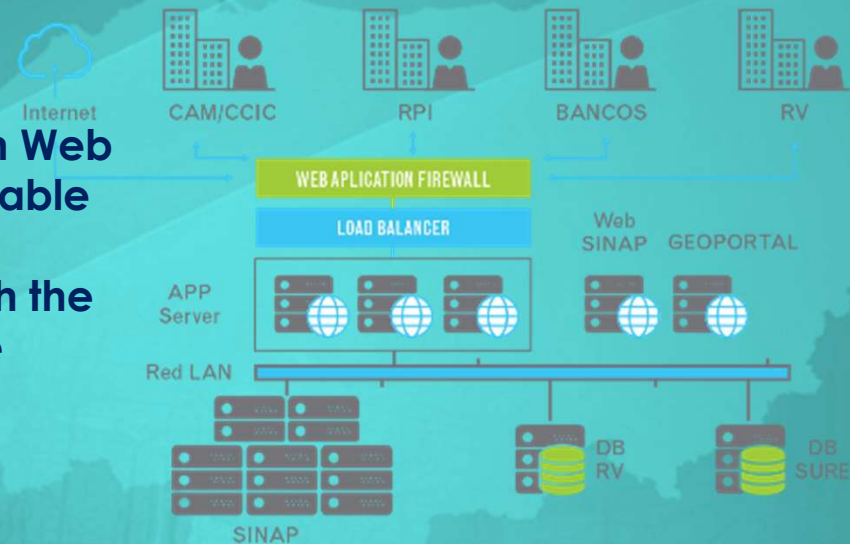 Internet
CAM/CCIC
RPI
BANCOS
RV
Web
able
h the
WEB APLICATION FIREWALL
LOAD BALANCER
Web
SINAP
GEOPORTAL
APP
Server
Red LAN
DB
RV
DB
SURE
SINAP